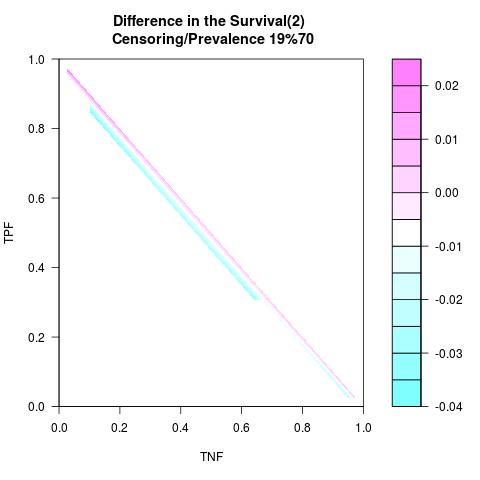 Difference in the Survival(2)
Censoring/Prevalence 19%70
1.0
0.8
0.6
0.4
0.2
0.0
TPF
0.0 0.2 0.4 0.6 0.8 1.0
TNF
0.02
0.01
0.00
-0.01
-0.02
-0.03
-0.04